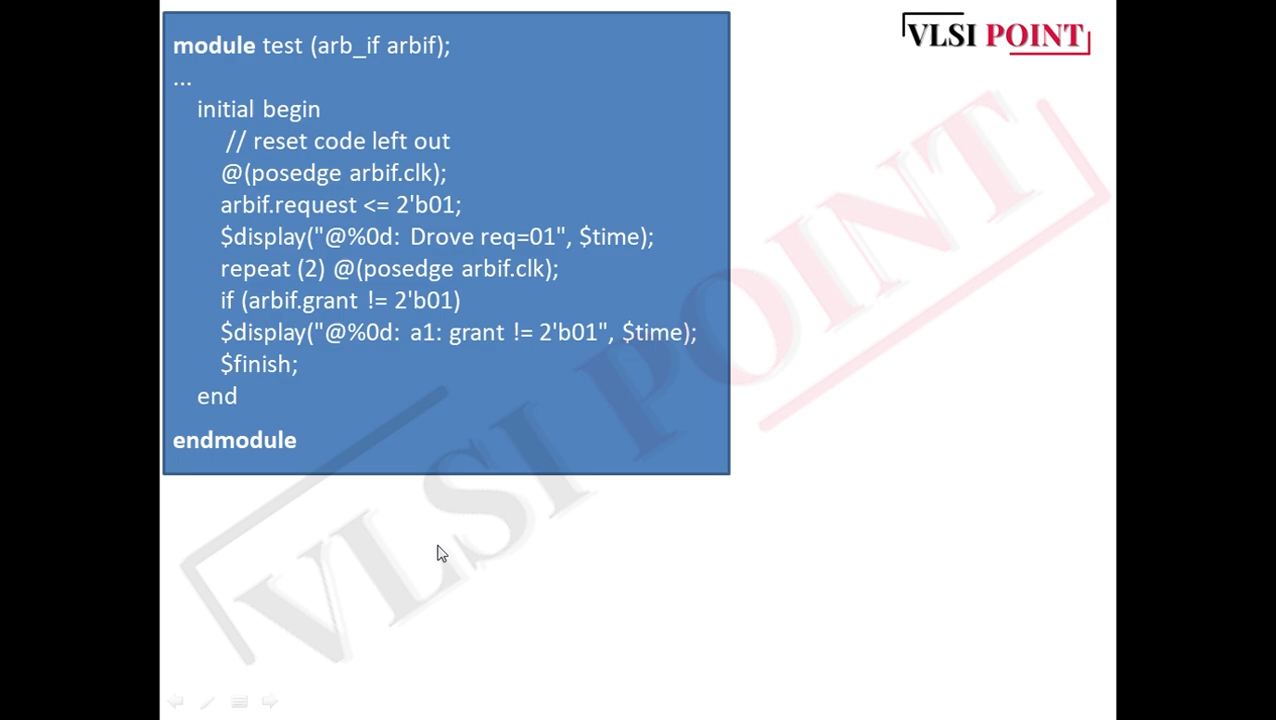 VLSI POINT
module test (arb_if arbif);
...
initial begin
// reset code left out
@(posedge arbif.clk);
arbif.request <= 2'b01;
$display("@%0d: Drove req=01", $time);
repeat (2) @(posedge arbif.clk);
if (arbif.grant != 2'b01)
$display("@%0d: a1: grant != 2'b01", $time);
$finish;
end
endmodule
VLSI POINT